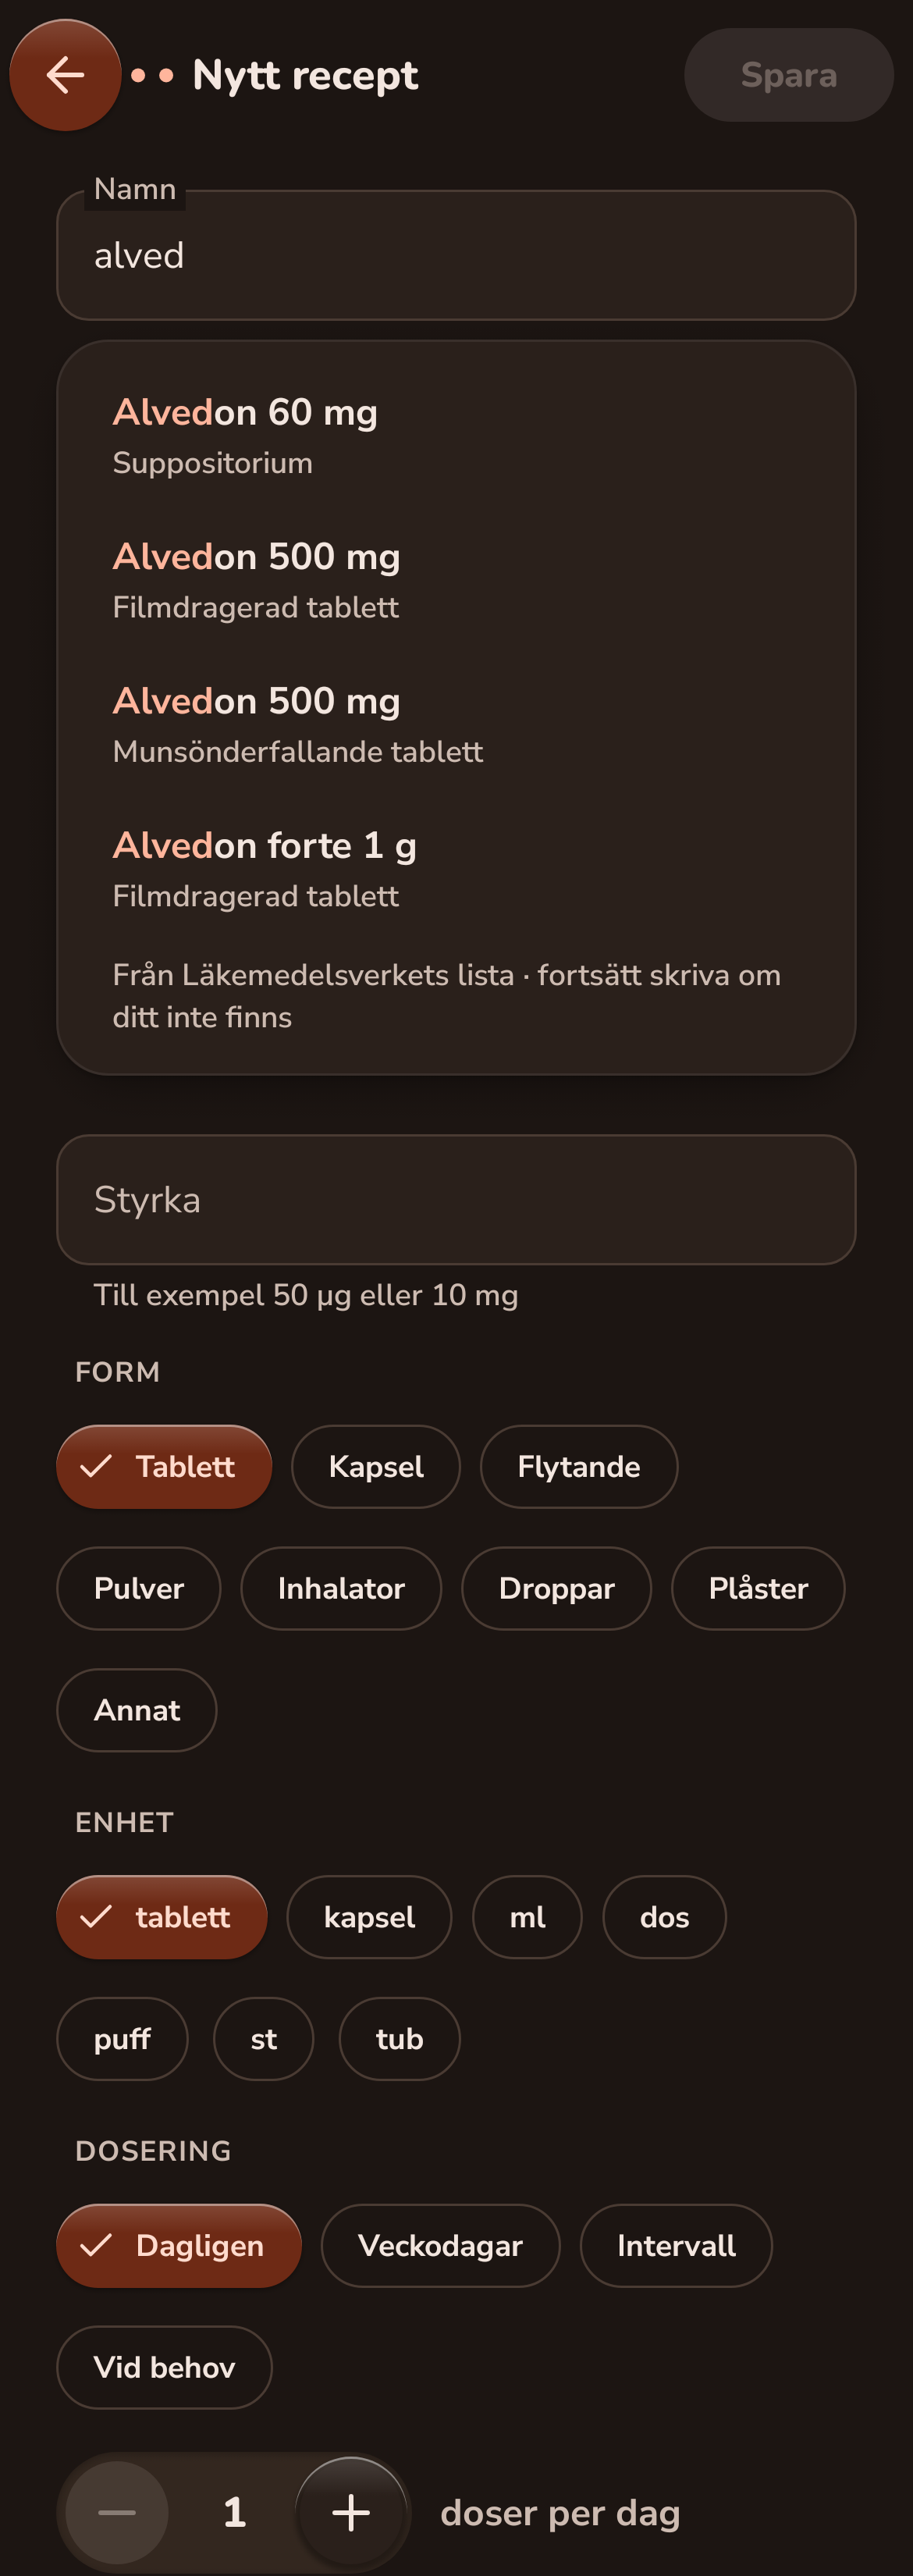 Nytt recept
Spara
Namn
alved
Alvedon 60 mg
Suppositorium
Alvedon 500 mg
Filmdragerad tablett
Alvedon 500 mg
Munsönderfallande tablett
Alvedon forte 1 g
Filmdragerad tablett
Från Läkemedelsverkets lista · fortsätt skriva om
ditt inte finns
Styrka
Till exempel 50 µg eller 10 mg
FORM
Tablett Kapsel Flytande
Pulver Inhalator Droppar Plåster
Annat
ENHET
tablett kapsel ml dos
puff st tub
DOSERING
Dagligen Veckodagar Intervall
Vid behov
1 doser per dag